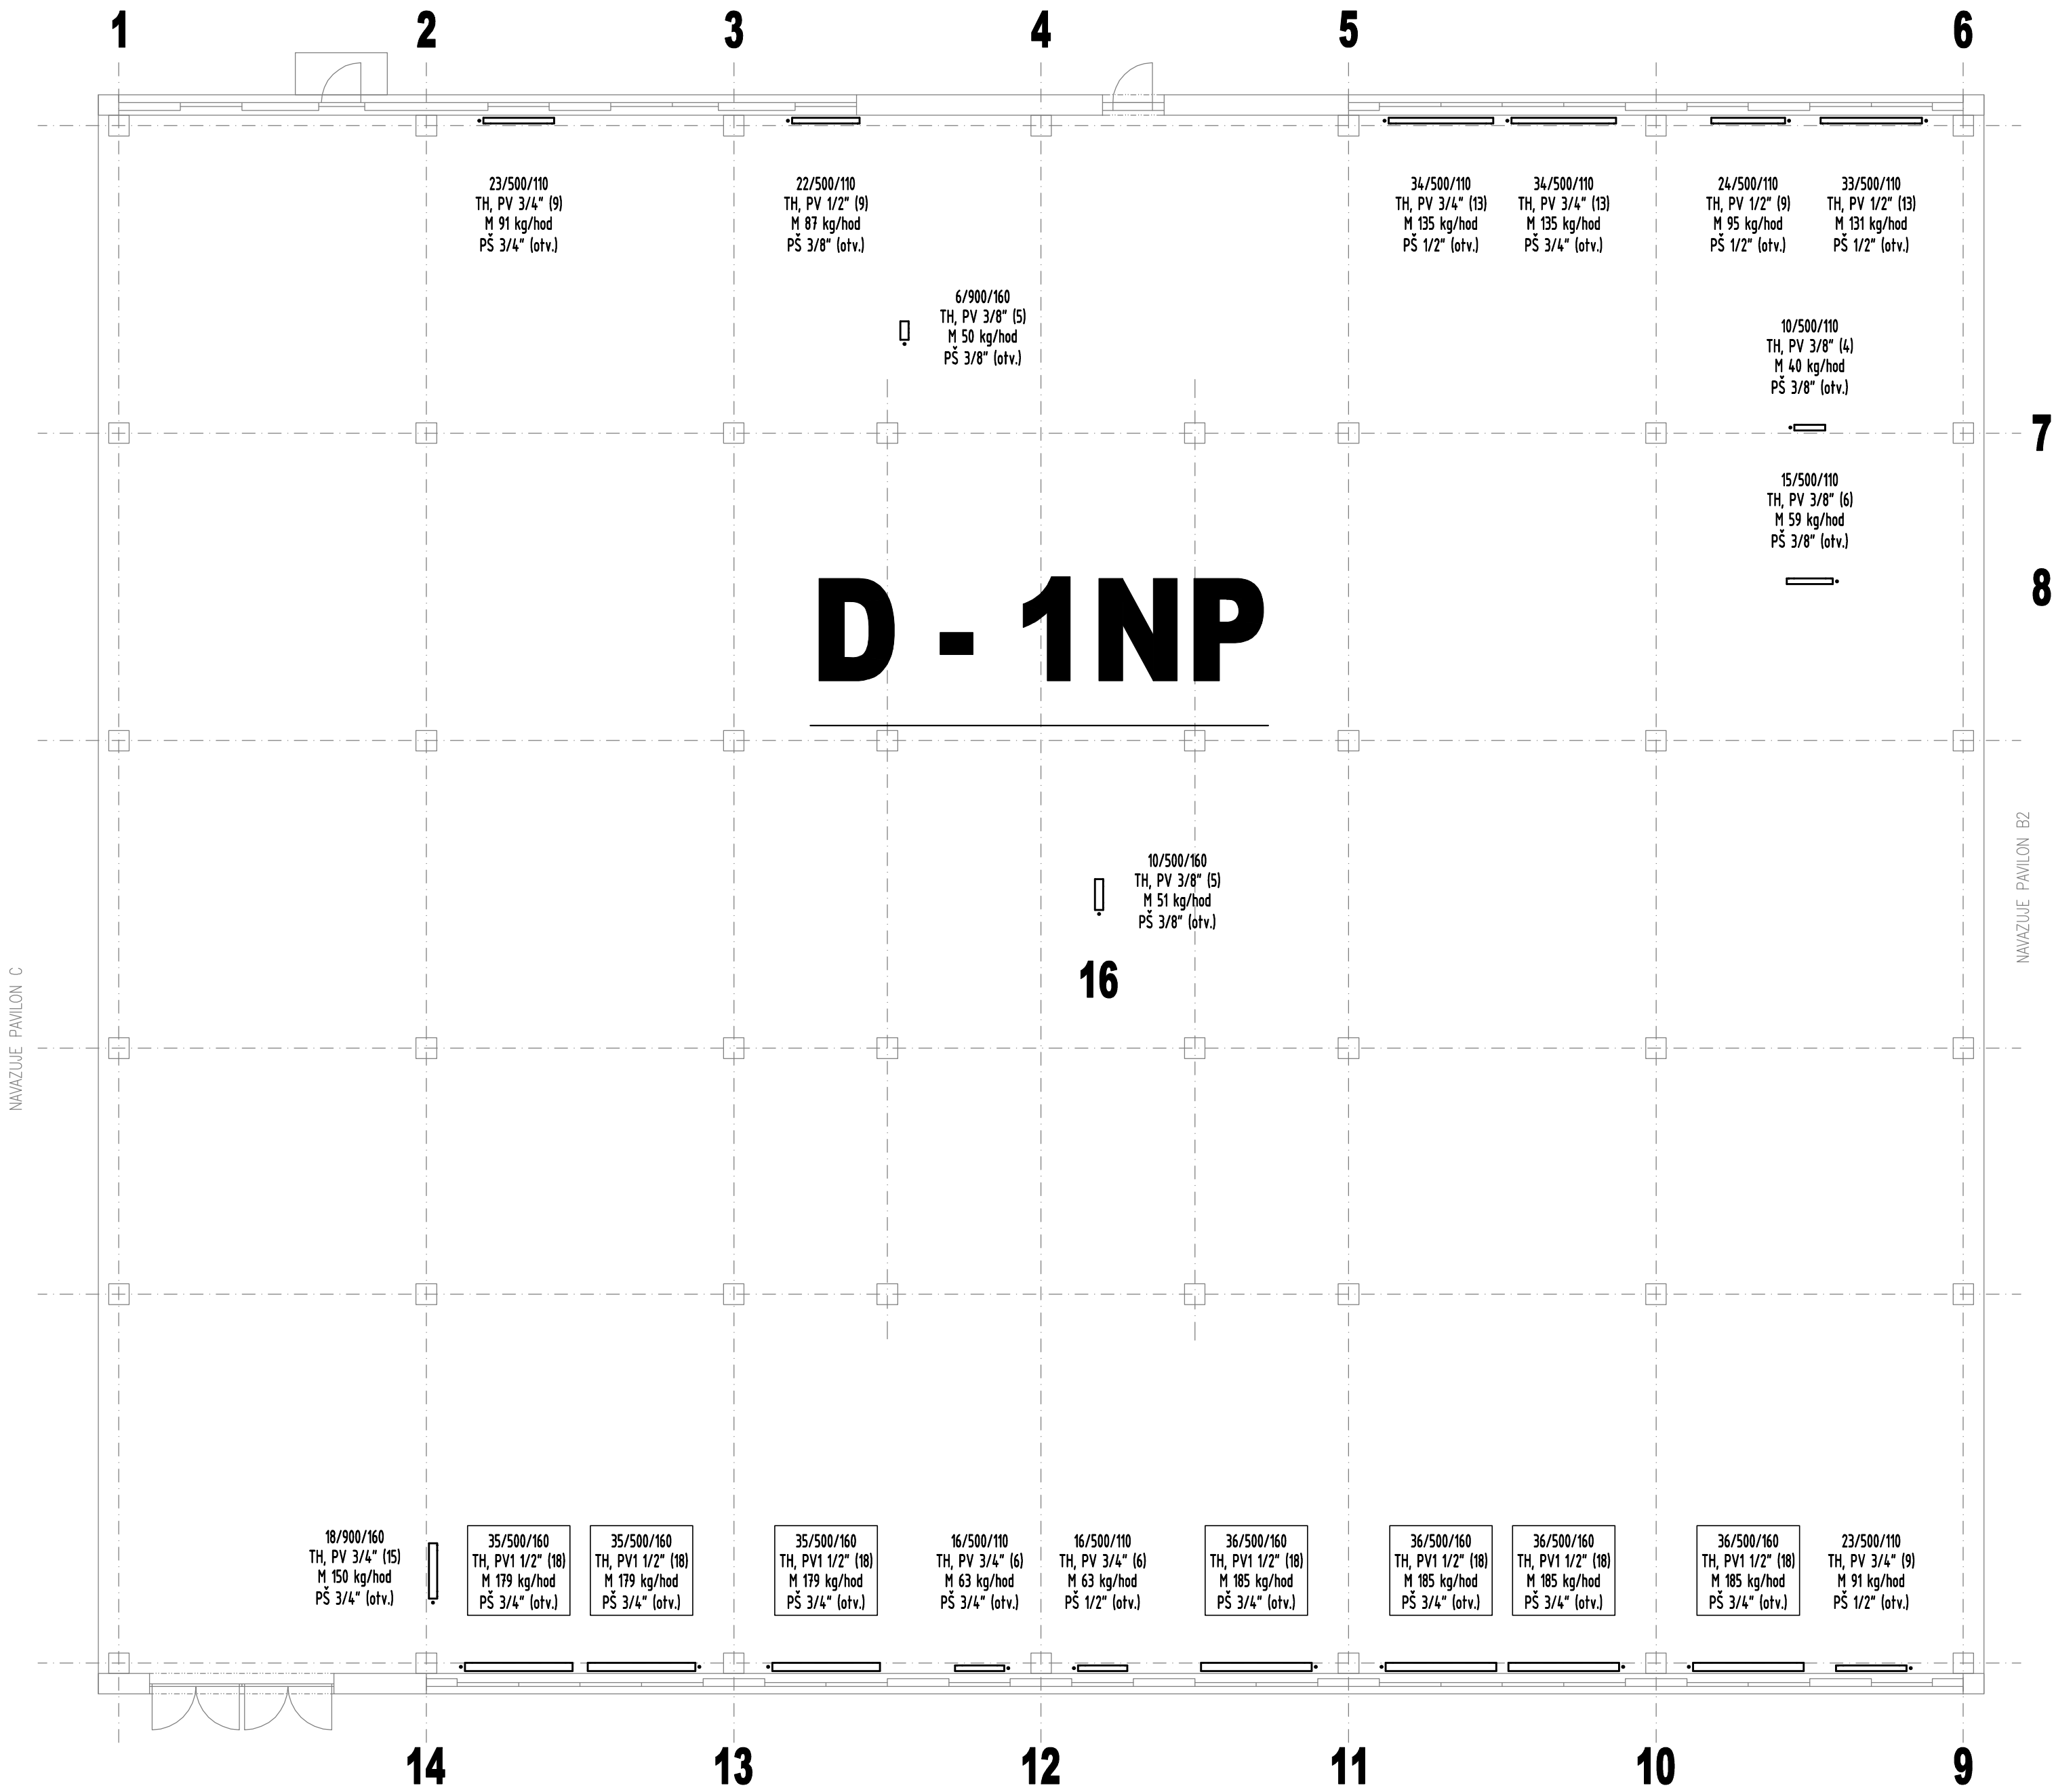 1
2
3
4
5
6
23/500/110
TH, PV 3/4" (9)
M 91 kg/hod
PŠ 3/4" (otv.)
22/500/110
TH, PV 1/2" (9)
M 87 kg/hod
PŠ 3/8" (otv.)
34/500/110
TH, PV 3/4" (13)
M 135 kg/hod
PŠ 1/2" (otv.)
34/500/110
TH, PV 3/4" (13)
M 135 kg/hod
PŠ 3/4" (otv.)
24/500/110
TH, PV 1/2" (9)
M 95 kg/hod
PŠ 1/2" (otv.)
33/500/110
TH, PV 1/2" (13)
M 131 kg/hod
PŠ 1/2" (otv.)
6/900/160
TH, PV 3/8" (5)
M 50 kg/hod
PŠ 3/8" (otv.)
10/500/110
TH, PV 3/8" (4)
M 40 kg/hod
PŠ 3/8" (otv.)
7
15/500/110
TH, PV 3/8" (6)
M 59 kg/hod
PŠ 3/8" (otv.)
8
D - 1NP
10/500/160
TH, PV 3/8" (5)
M 51 kg/hod
PŠ 3/8" (otv.)
16
NAVAZUJE PAVILON C
NAVAZUJE PAVILON B2
18/900/160
TH, PV 3/4" (15)
M 150 kg/hod
PŠ 3/4" (otv.)
35/500/160
TH, PV1 1/2" (18)
M 179 kg/hod
PŠ 3/4" (otv.)
35/500/160
TH, PV1 1/2" (18)
M 179 kg/hod
PŠ 3/4" (otv.)
35/500/160
TH, PV1 1/2" (18)
M 179 kg/hod
PŠ 3/4" (otv.)
16/500/110
TH, PV 3/4" (6)
M 63 kg/hod
PŠ 3/4" (otv.)
16/500/110
TH, PV 3/4" (6)
M 63 kg/hod
PŠ 1/2" (otv.)
36/500/160
TH, PV1 1/2" (18)
M 185 kg/hod
PŠ 3/4" (otv.)
36/500/160
TH, PV1 1/2" (18)
M 185 kg/hod
PŠ 3/4" (otv.)
36/500/160
TH, PV1 1/2" (18)
M 185 kg/hod
PŠ 3/4" (otv.)
36/500/160
TH, PV1 1/2" (18)
M 185 kg/hod
PŠ 3/4" (otv.)
23/500/110
TH, PV 3/4" (9)
M 91 kg/hod
PŠ 1/2" (otv.)
14
13
12
11
10
9